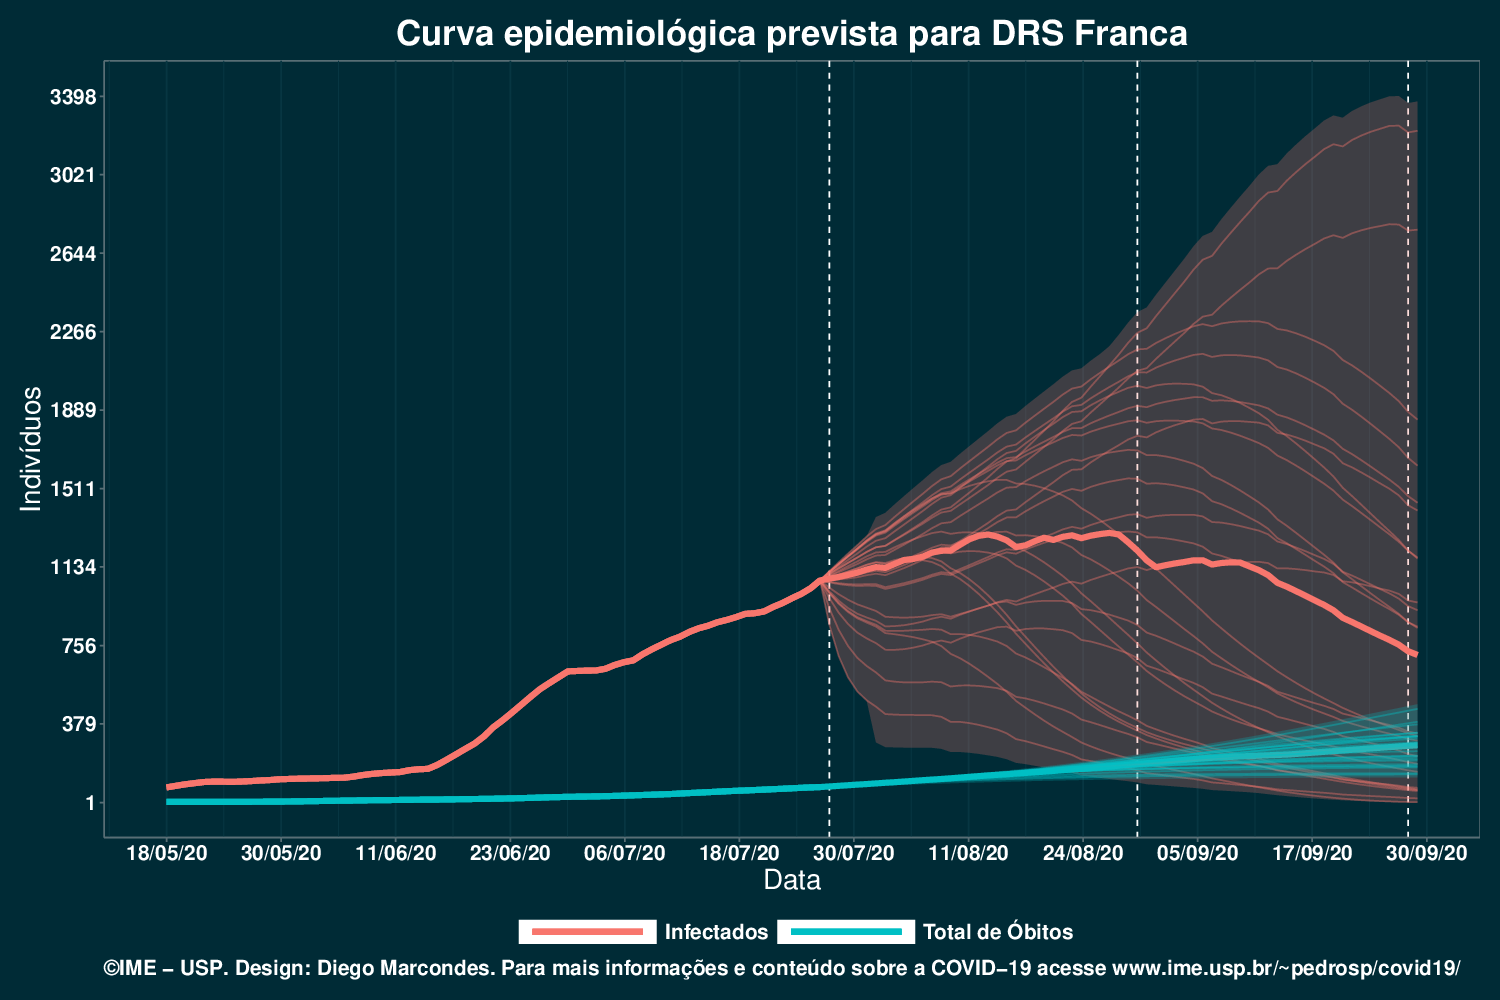 Curva epidemiológica prevista para DRS Franca
Indivíduos
3398
3021
2644
2266
1889
1511
1134
756
379
1
18/05/20 30/05/20 11/06/20 23/06/20 06/07/20 18/07/20 30/07/20 11/08/20 24/08/20 05/09/20 17/09/20 30/09/20
Data
Infectados Total de Óbitos
©IME – USP. Design: Diego Marcondes. Para mais informações e conteúdo sobre a COVID–19 acesse www.ime.usp.br/~pedrosp/covid19/